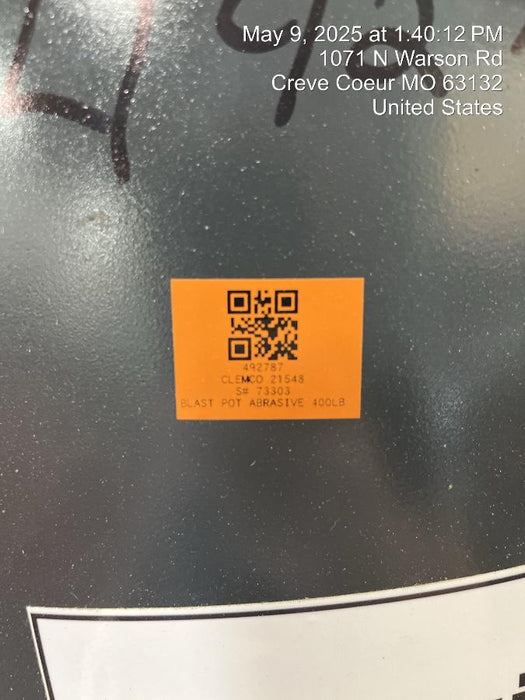 May 9, 2025 at 1:40:12 PM
1071 N Warson Rd
Creve Coeur MO 63132
United States
492787
CLEMCO 21548
S# 73303
BLAST POT ABRASIVE 400LB